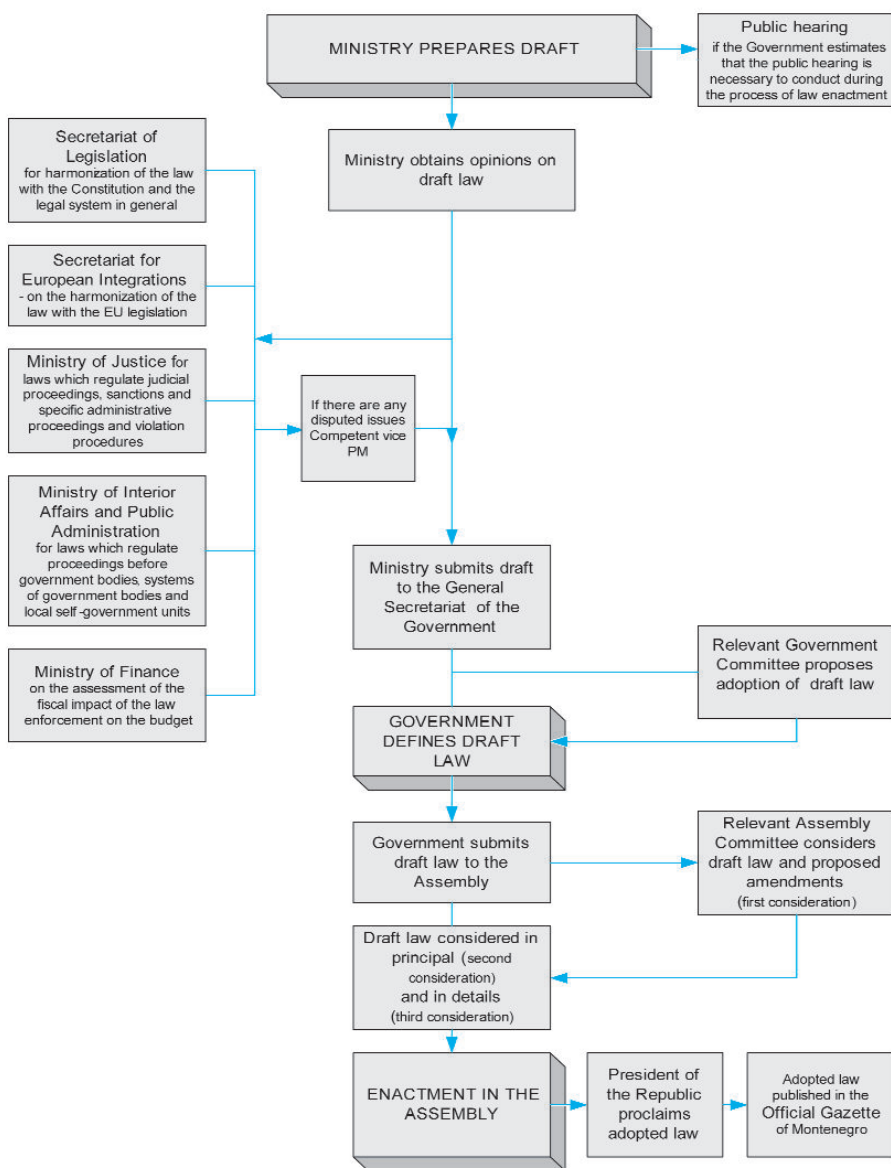 MINISTRY PREPARES DRAFT
Public hearing
if the Government estimates
that the public hearing is
necessary to conduct during
the process of law enactment
Ministry obtains opinions on
draft law
Secretariat of
Legislation
for harmonization of the law
with the Constitution and the
legal system in general
Secretariat for
European Integrations
- on the harmonization of the
law with the EU legislation
Ministry of Justice for
laws which regulate judicial
proceedings, sanctions and
specific administrative
proceedings and violation
procedures
If there are any
disputed issues
Competent vice
PM
Ministry of Interior
Affairs and Public
Administration
for laws which regulate
proceedings before
government bodies, systems
of government bodies and
local self-government units
Ministry of Finance
on the assessment of the
fiscal impact of the law
enforcement on the budget
Ministry submits draft
to the General
Secretariat of the
Government
Relevant Government
Committee proposes
adoption of draft law
GOVERNMENT
DEFINES DRAFT
LAW
Government submits
draft law to the
Assembly
Relevant Assembly
Committee considers
draft law and proposed
amendments
(first consideration)
Draft law considered in
principal (second
consideration)
and in details
(third consideration)
ENACTMENT IN THE
ASSEMBLY
President of
the Republic
proclaims
adopted law
Adopted law
published in the
Official Gazette
of Montenegro